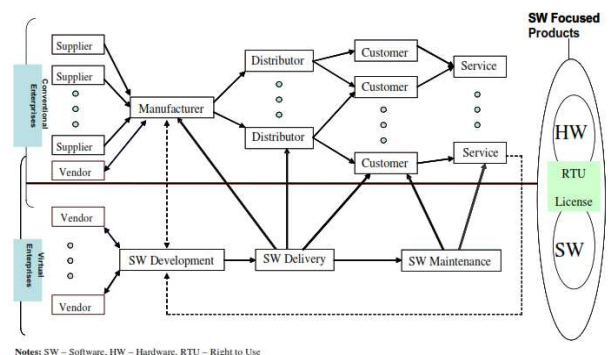 SW Focused
Products
Conventional
Enterprises
Supplier
Supplier
Supplier
Vendor
Manufacturer
Distributor
Distributor
Customer
Customer
Customer
Service
Service
HW
RTU
License
SW
Virtual
Enterprises
Vendor
Vendor
SW Development
SW Delivery
SW Maintenance
Notes: SW – Software, HW – Hardware, RTU – Right to Use